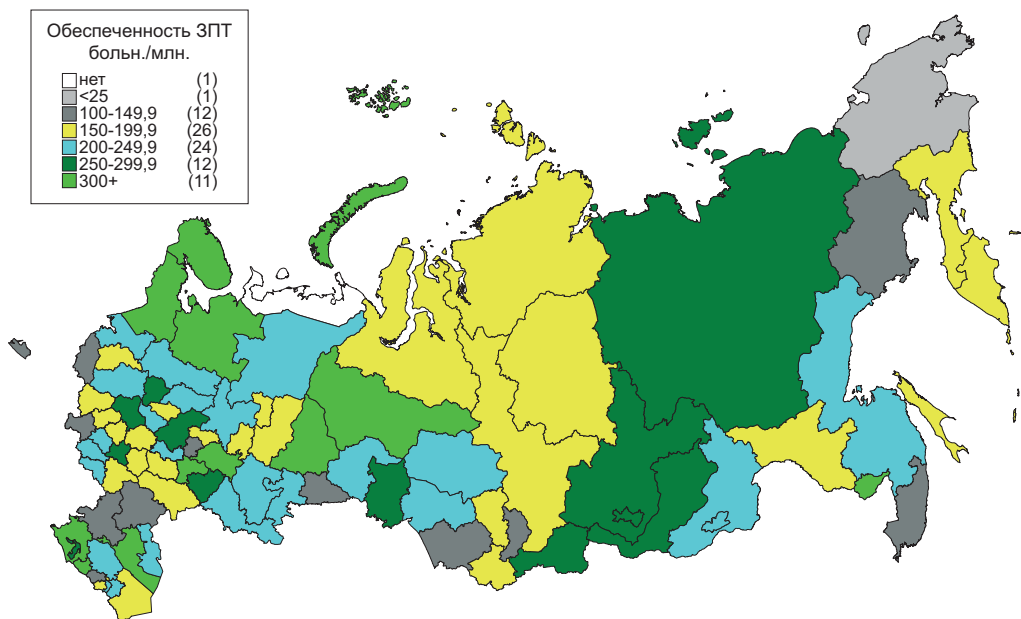 Обеспеченность ЗПТ
больн./млн.
нет (1)
<25 (1)
100-149,9 (12)
150-199,9 (26)
200-249,9 (24)
250-299,9 (12)
300+ (11)